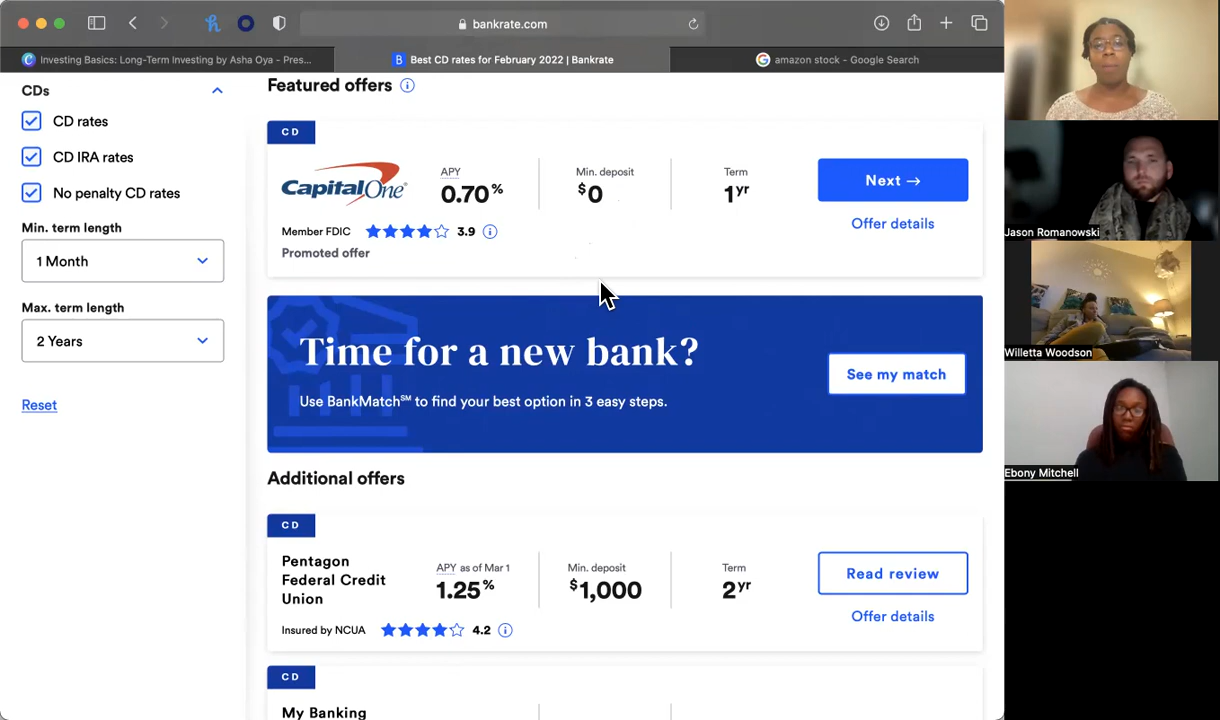 bankrate.com
Investing Basics: Long-Term Investing by Asha Oya - Pres...
Best CD rates for February 2022 | Bankrate
amazon stock - Google Search
CDs
CD rates
CD IRA rates
No penalty CD rates
Min. term length
1 Month
Max. term length
2 Years
Reset
Featured offers
CD
Capital One
APY
0.70%
Min. deposit
$0
Term
1yr
Next →
Offer details
Member FDIC
3.9
Promoted offer
Time for a new bank?
Use BankMatch℠ to find your best option in 3 easy steps.
See my match
Additional offers
CD
Pentagon
Federal Credit
Union
APY as of Mar 1
1.25%
Min. deposit
$1,000
Term
2yr
Read review
Offer details
Insured by NCUA
4.2
CD
My Banking
Jason Romanowski
Willetta Woodson
Ebony Mitchell